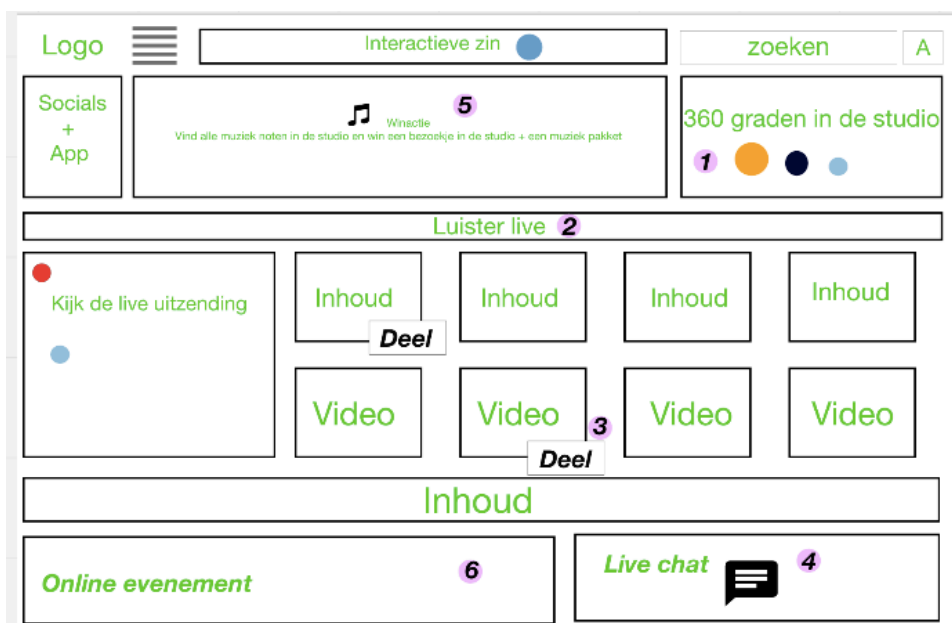 Logo
Interactieve zin
zoeken
A
Socials
+
App
5
Winactie
Vind alle muziek noten in de studio en win een bezoekje in de studio + een muziek pakket
360 graden in de studio
1
Luister live 2
Kijk de live uitzending
Inhoud
Inhoud
Inhoud
Inhoud
Deel
Video
Video
Video
Video
3
Deel
Inhoud
Online evenement
6
Live chat
4